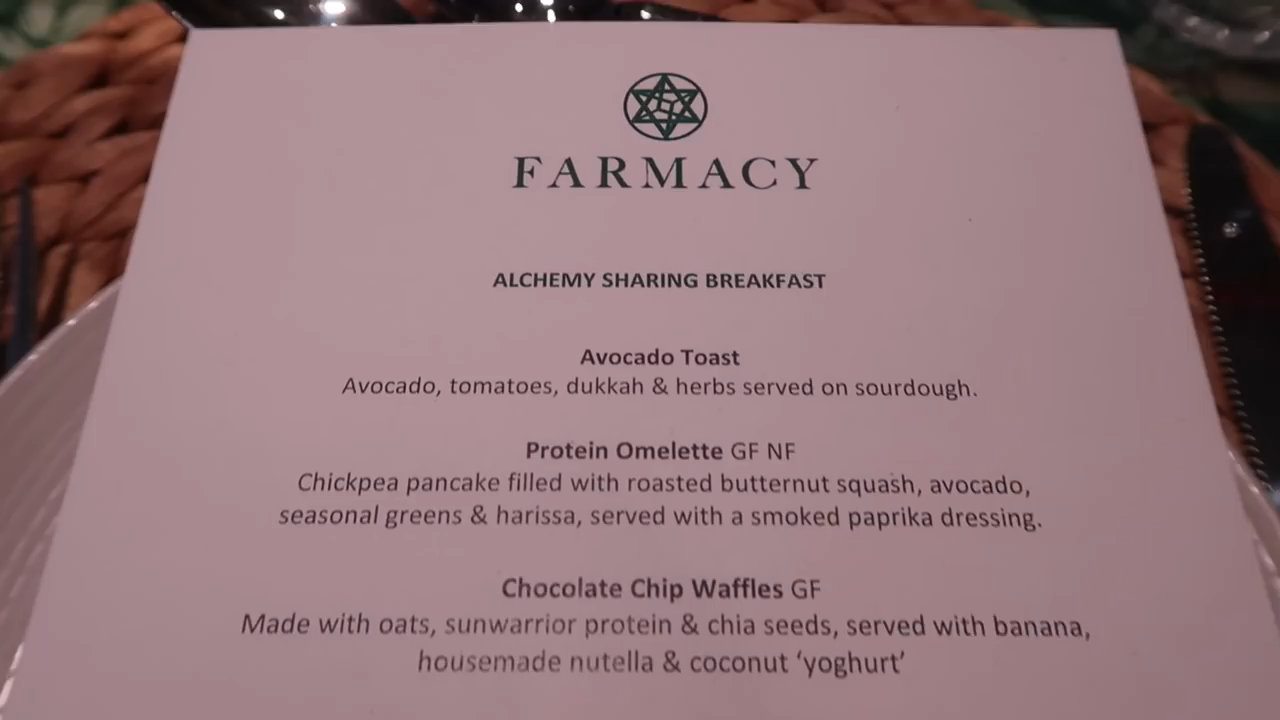 FARMACY
ALCHEMY SHARING BREAKFAST
Avocado Toast
Avocado, tomatoes, dukkah & herbs served on sourdough.
Protein Omelette GF NF
Chickpea pancake filled with roasted butternut squash, avocado,
seasonal greens & harissa, served with a smoked paprika dressing.
Chocolate Chip Waffles GF
Made with oats, sunwarrior protein & chia seeds, served with banana,
housemade nutella & coconut ‘yoghurt’